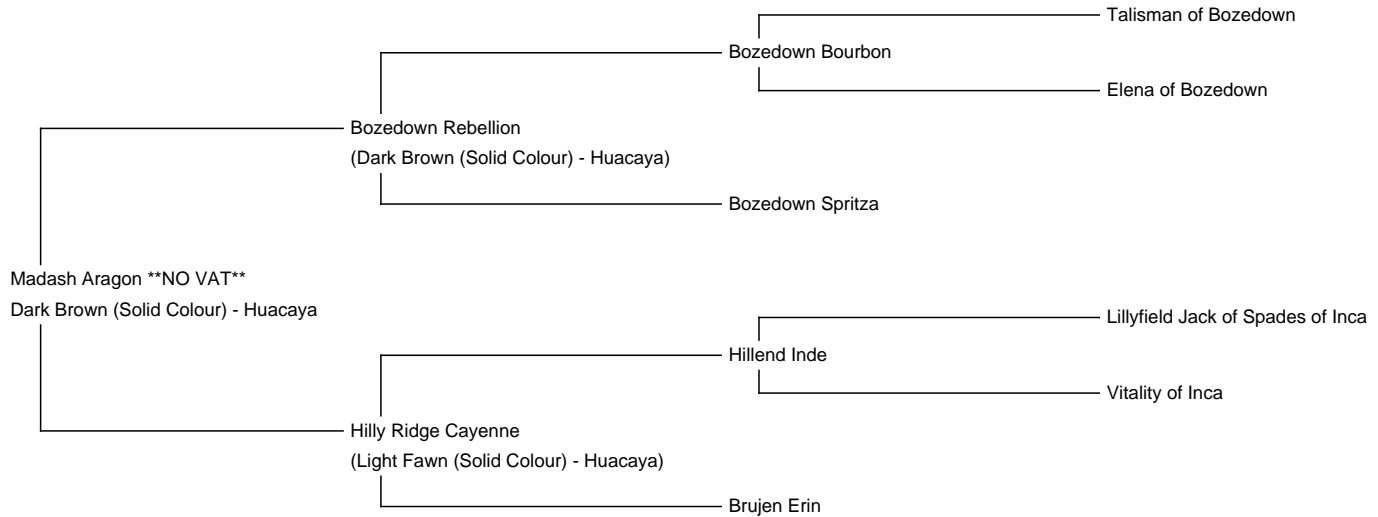 Talisman of Bozedown
Bozedown Bourbon
Elena of Bozedown
Bozedown Rebellion
(Dark Brown (Solid Colour) - Huacaya)
Bozedown Spritza
Madash Aragon **NO VAT**
Dark Brown (Solid Colour) - Huacaya
Lillyfield Jack of Spades of Inca
Hillend Inde
Vitality of Inca
Hilly Ridge Cayenne
(Light Fawn (Solid Colour) - Huacaya)
Brujen Erin